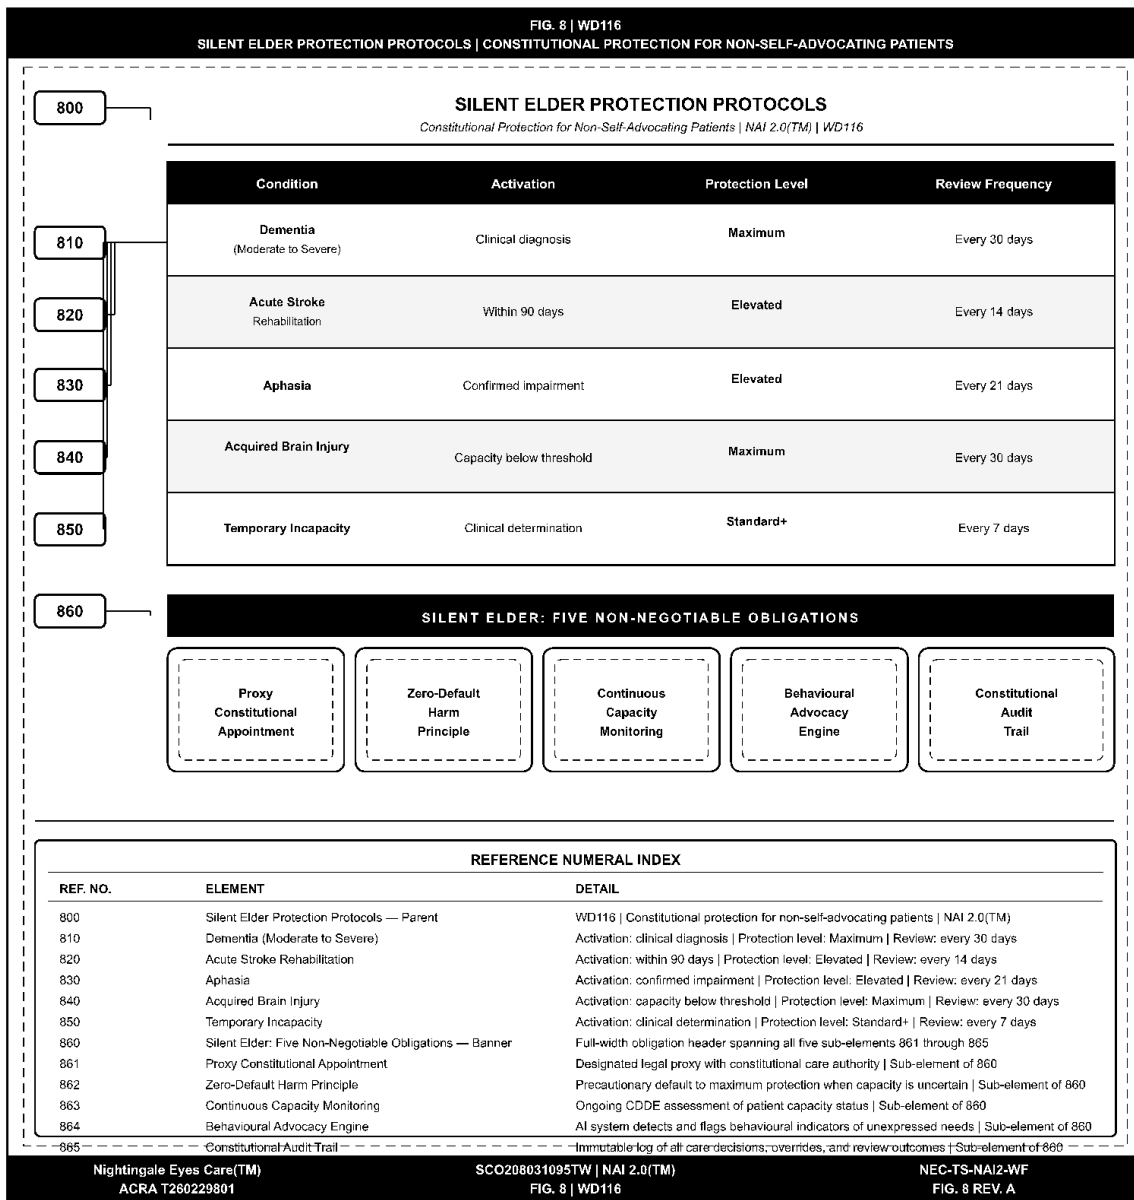 FIG. 8 | WD116
SILENT ELDER PROTECTION PROTOCOLS | CONSTITUTIONAL PROTECTION FOR NON-SELF-ADVOCATING PATIENTS
800
SILENT ELDER PROTECTION PROTOCOLS
Constitutional Protection for Non-Self-Advocating Patients | NAI 2.0(TM) | WD116
Condition Activation Protection Level Review Frequency
810
Dementia
(Moderate to Severe)
Clinical diagnosis
Maximum
Every 30 days
820
Acute Stroke
Rehabilitation
Within 90 days
Elevated
Every 14 days
830
Aphasia
Confirmed impairment
Elevated
Every 21 days
840
Acquired Brain Injury
Capacity below threshold
Maximum
Every 30 days
850
Temporary Incapacity
Clinical determination
Standard+
Every 7 days
860
SILENT ELDER: FIVE NON-NEGOTIABLE OBLIGATIONS
Proxy
Constitutional
Appointment
Zero-Default
Harm
Principle
Continuous
Capacity
Monitoring
Behavioural
Advocacy
Engine
Constitutional
Audit
Trail
REFERENCE NUMERAL INDEX
REF. NO. ELEMENT DETAIL
800 Silent Elder Protection Protocols — Parent WD116 | Constitutional protection for non-self-advocating patients | NAI 2.0(TM)
810 Dementia (Moderate to Severe) Activation: clinical diagnosis | Protection level: Maximum | Review: every 30 days
820 Acute Stroke Rehabilitation Activation: within 90 days | Protection level: Elevated | Review: every 14 days
830 Aphasia Activation: confirmed impairment | Protection level: Elevated | Review: every 21 days
840 Acquired Brain Injury Activation: capacity below threshold | Protection level: Maximum | Review: every 30 days
850 Temporary Incapacity Activation: clinical determination | Protection level: Standard+ | Review: every 7 days
860 Silent Elder: Five Non-Negotiable Obligations — Banner Full-width obligation header spanning all five sub-elements 861 through 865
861 Proxy Constitutional Appointment Designated legal proxy with constitutional care authority | Sub-element of 860
862 Zero-Default Harm Principle Precautionary default to maximum protection when capacity is uncertain | Sub-element of 860
863 Continuous Capacity Monitoring Ongoing CDDE assessment of patient capacity status | Sub-element of 860
864 Behavioural Advocacy Engine AI system detects and flags behavioural indicators of unexpressed needs | Sub-element of 860
865 Constitutional Audit Trail Immutable log of all care decisions, overrides, and review outcomes | Sub-element of 860
Nightingale Eyes Care(TM) SCO208031095TW | NAI 2.0(TM) NEC-TS-NAI2-WF
ACRA T260229801 FIG. 8 | WD116 FIG. 8 REV. A